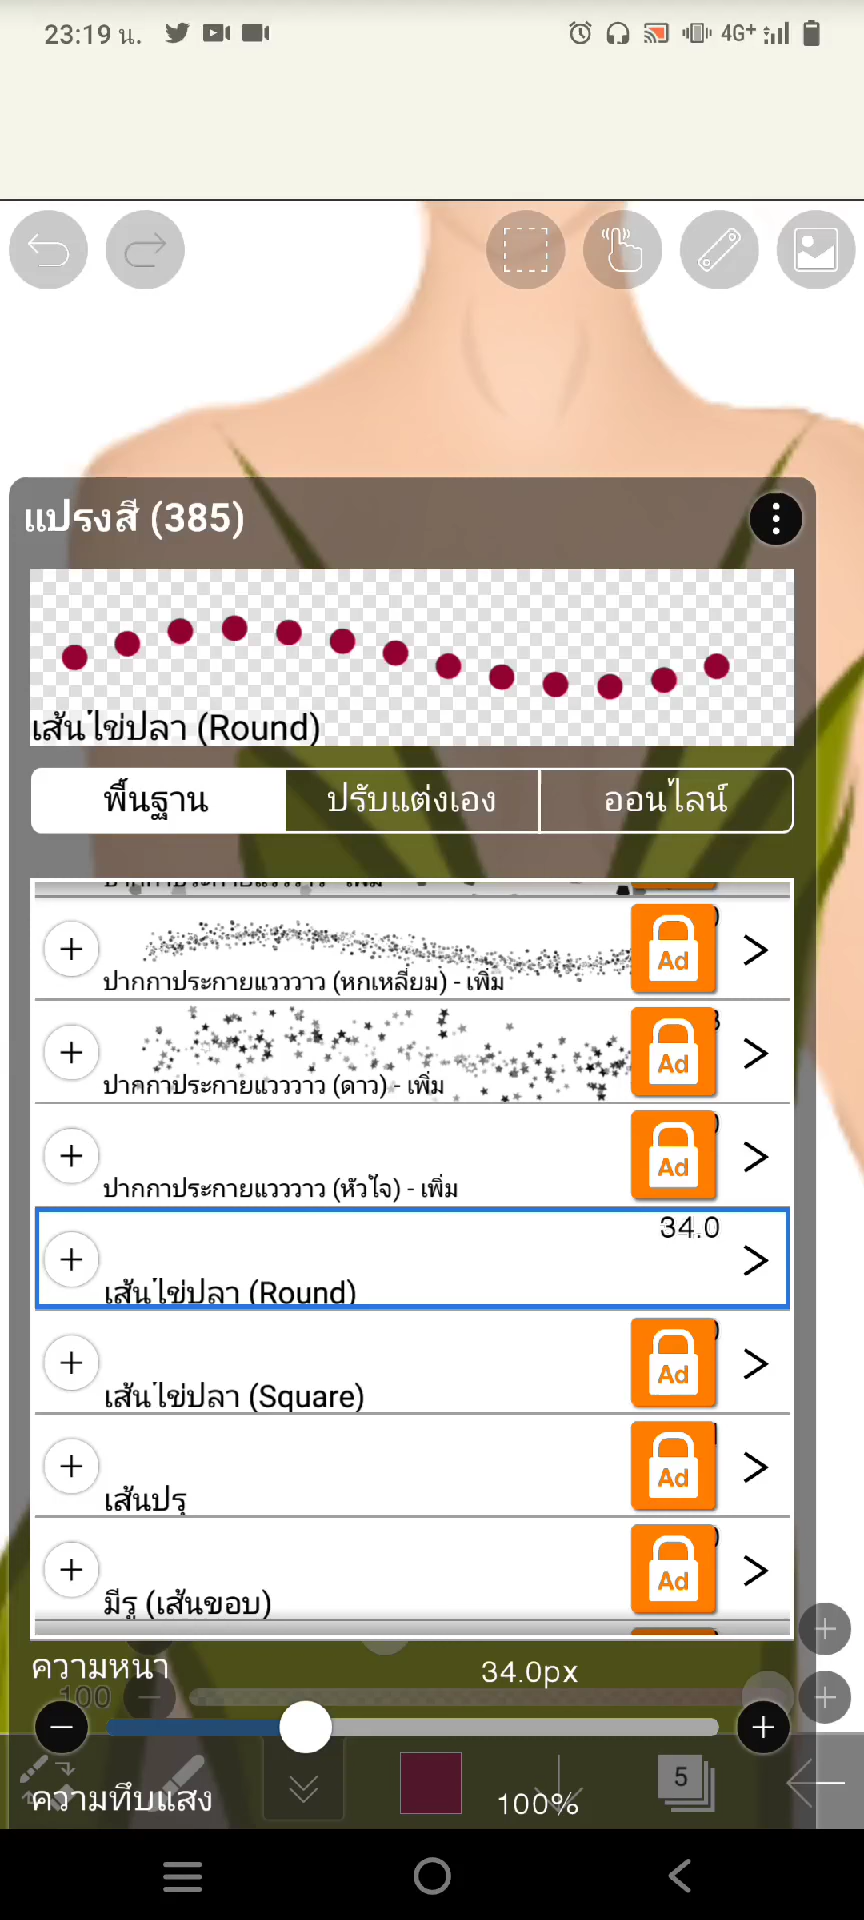 23:19 น.
4G+
แปรงสี (385)
เส้นไข่ปลา (Round)
พื้นฐาน
ปรับแต่งเอง
ออนไลน์
Ad
ปากกาประกายแวววาว (หกเหลี่ยม) - เพิ่ม
Ad
ปากกาประกายแวววาว (ดาว) - เพิ่ม
Ad
ปากกาประกายแวววาว (หัวใจ) - เพิ่ม
34.0
เส้นไข่ปลา (Round)
Ad
เส้นไข่ปลา (Square)
Ad
เส้นปรุ
Ad
มีรู (เส้นขอบ)
ความหนา
34.0px
100
5
ความทึบแสง
100%